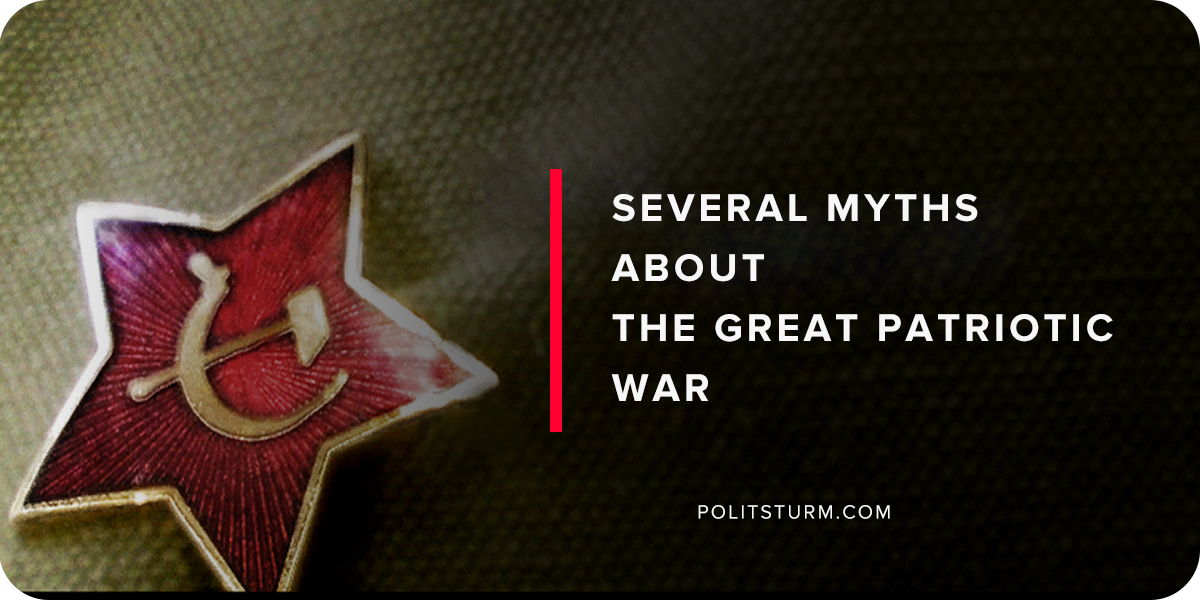 SEVERAL MYTHS
ABOUT
THE GREAT PATRIOTIC
WAR
POLITSTURM.COM